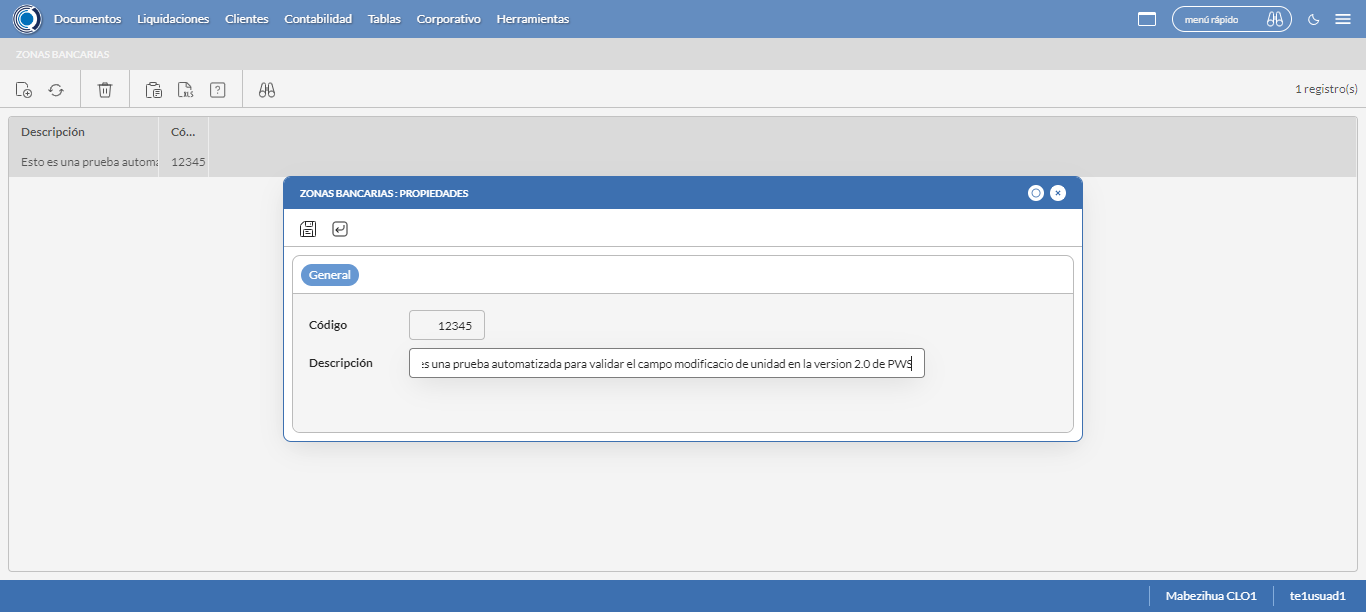 Documentos Liquidaciones Clientes Contabilidad Tablas Corporativo Herramientas menú rápido
ZONAS BANCARIAS
XLS ? 1 registro(s)
Descripción Có...
Esto es una prueba automa 12345
ZONAS BANCARIAS : PROPIEDADES
General
Código 12345
Descripción es una prueba automatizada para validar el campo modificacio de unidad en la version 2.0 de PWS
Mabezihua CLO1 te1usuad1